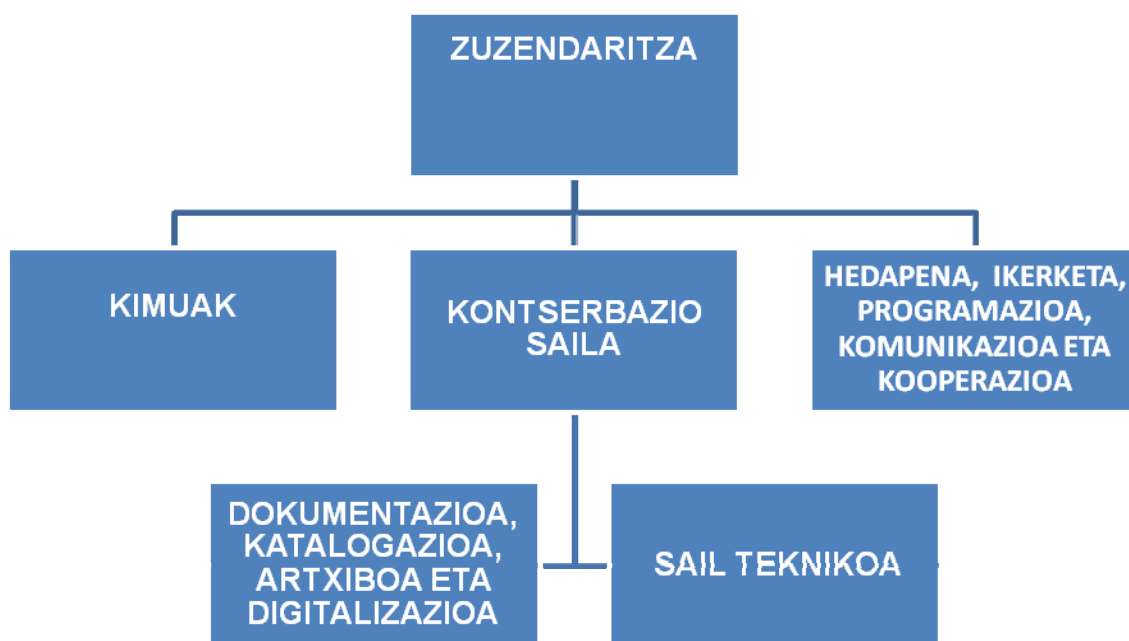 ZUZENDARITZA
KIMUAK
KONTSERBAZIO
SAILA
HEDAPENA, IKERKETA,
PROGRAMAZIOA,
KOMUNIKAZIOA ETA
KOOPERAZIOA
DOKUMENTAZIOA,
KATALOGAZIOA,
ARTXIBOA ETA
DIGITALIZAZIOA
SAIL TEKNIKOA